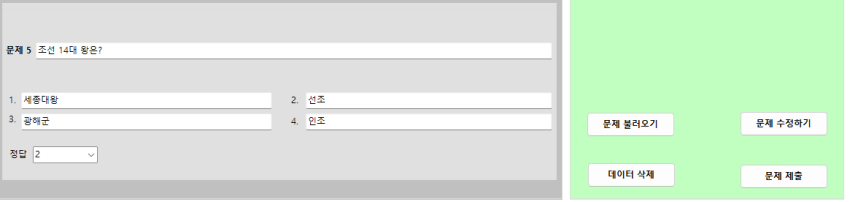 문제 5 조선 14대 왕은?
1. 세종대왕 2. 선조
3. 광해군 4. 인조
정답 2
문제 불러오기 문제 수정하기
데이터 삭제 문제 제출